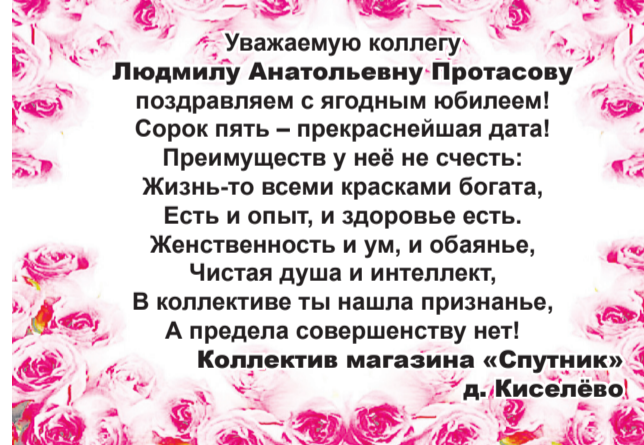 Уважаемую коллегу
Людмилу Анатольевну Протасову
поздравляем с ягодным юбилеем!
Сорок пять – прекраснейшая дата!
Преимуществ у неё не счесть:
Жизнь-то всеми красками богата,
Есть и опыт, и здоровье есть.
Женственность и ум, и обаянье,
Чистая душа и интеллект,
В коллективе ты нашла признанье,
А предела совершенству нет!
Коллектив магазина «Спутник»
д. Киселёво